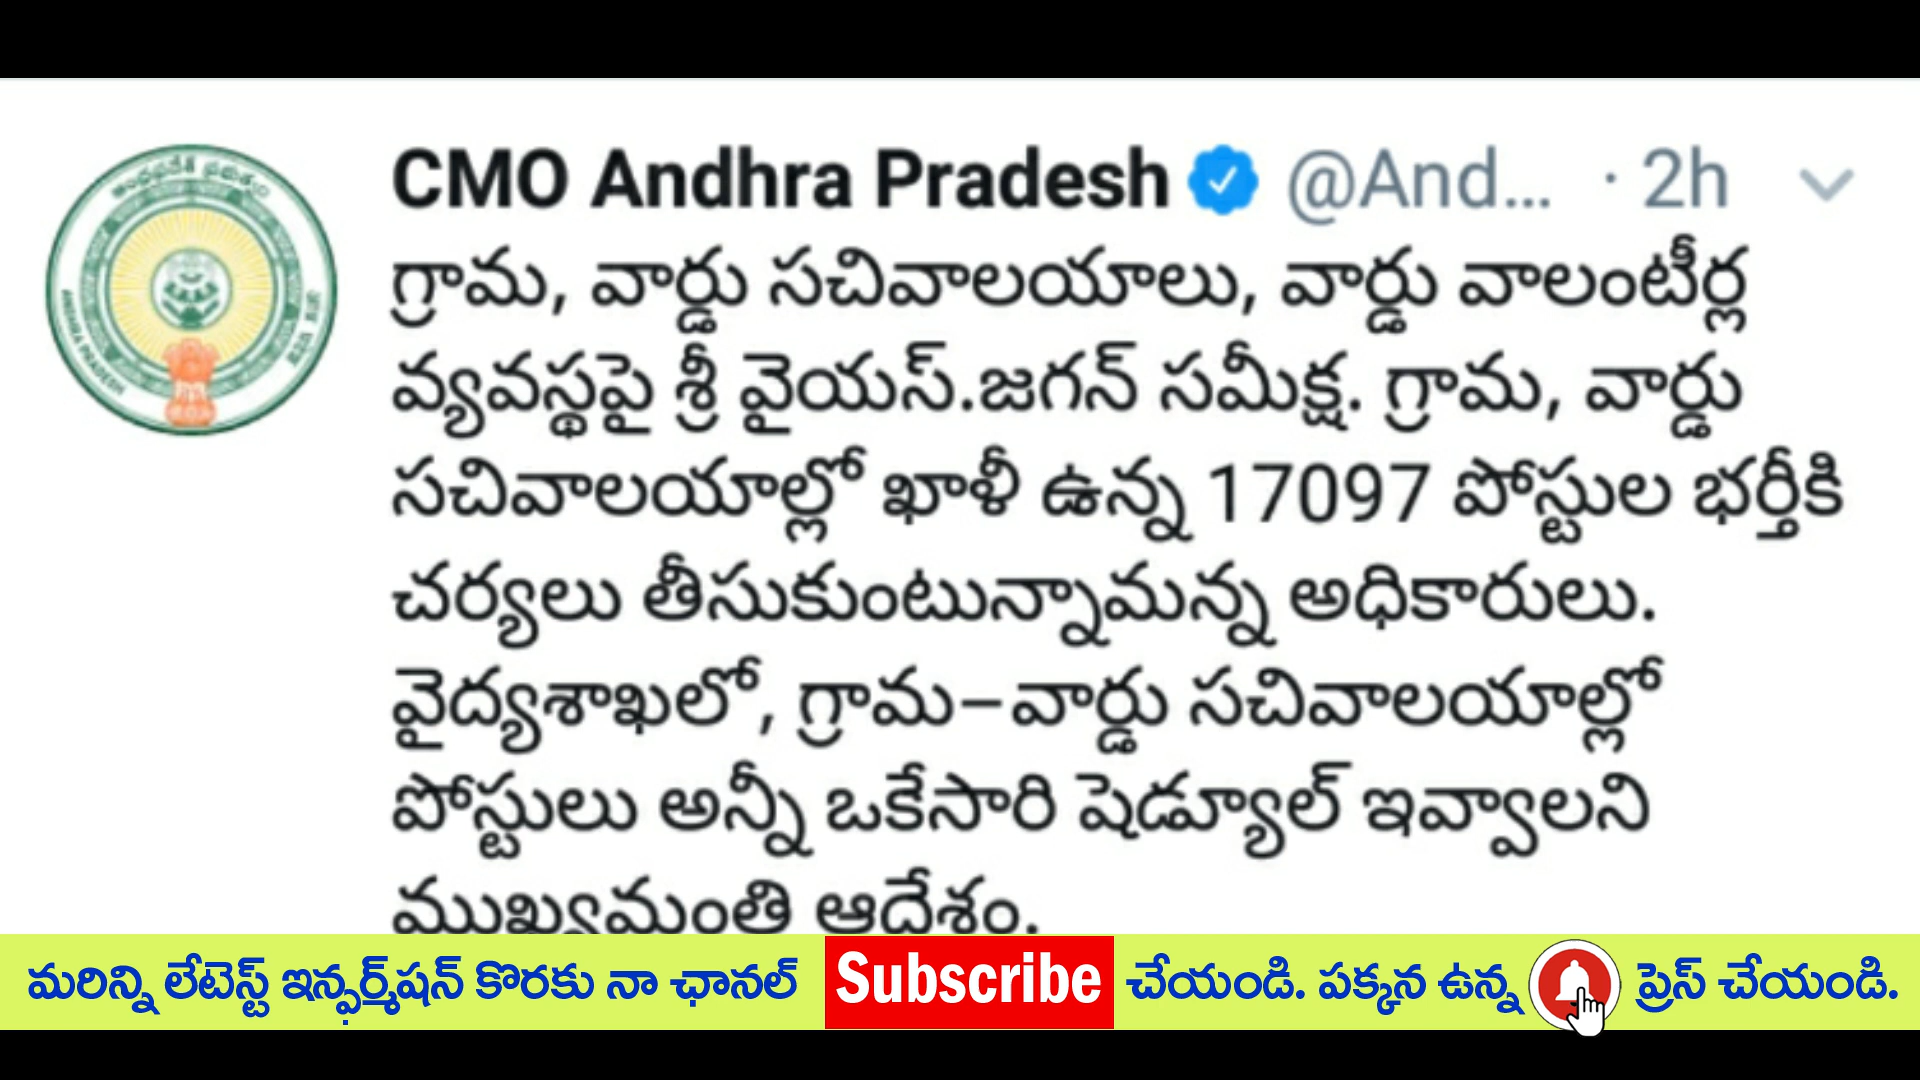 CMO Andhra Pradesh @And... · 2h
గ్రామ, వార్డు సచివాలయాలు, వార్డు వాలంటీర్ల
వ్యవస్థపై శ్రీ వైయస్.జగన్ సమీక్ష. గ్రామ, వార్డు
సచివాలయాల్లో ఖాళీ ఉన్న 17097 పోస్టుల భర్తీకి
చర్యలు తీసుకుంటున్నామన్న అధికారులు.
వైద్యశాఖలో, గ్రామ–వార్డు సచివాలయాల్లో
పోస్టులు అన్నీ ఒకేసారి షెడ్యూల్ ఇవ్వాలని
ముఖ్యమంతి ఆదేశం.
మరిన్ని లేటెస్ట్ ఇన్ఫర్మేషన్ కొరకు నా ఛానల్ Subscribe చేయండి. పక్కన ఉన్న ప్రెస్ చేయండి.